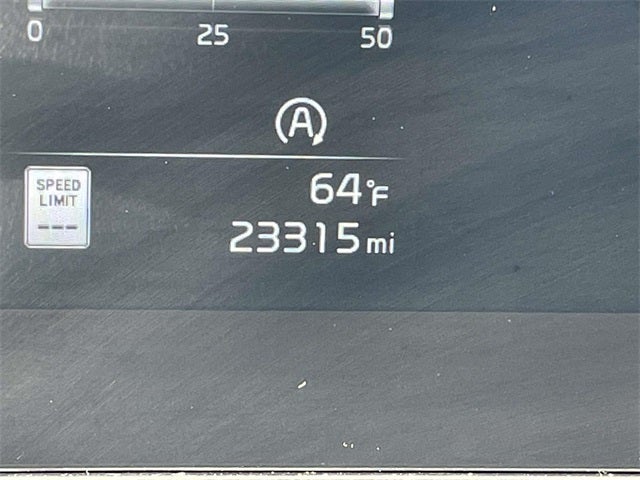 0 25 50
A
SPEED
LIMIT
---
64°F
23315 mi